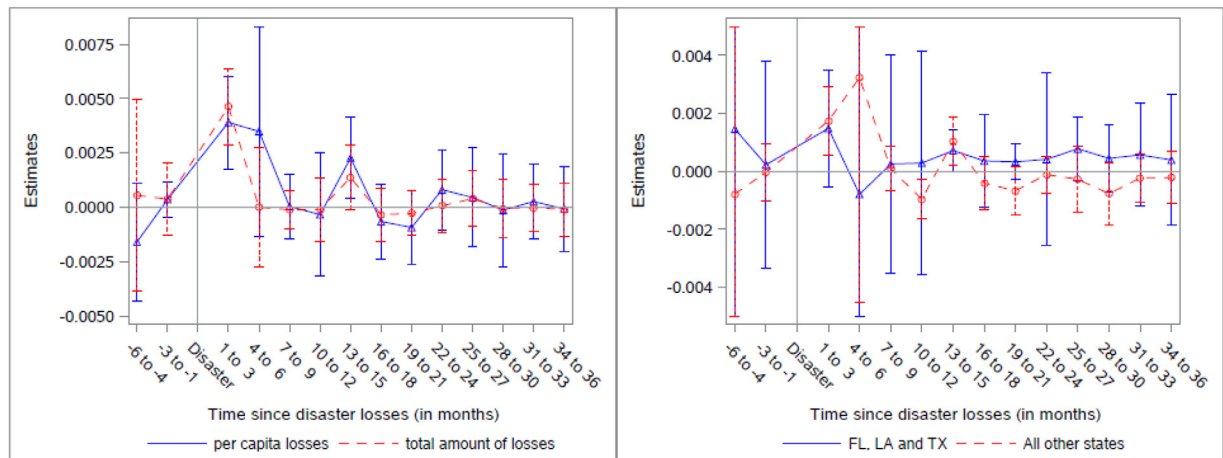 Estimates
0.0075
0.0050
0.0025
0.0000
-0.0025
-0.0050
-6 to -4
-3 to -1
Disaster
1 to 3
4 to 6
7 to 9
10 to 12
13 to 15
16 to 18
19 to 21
22 to 24
25 to 27
28 to 30
31 to 33
34 to 36
Time since disaster losses (in months)
per capita losses
total amount of losses
Estimates
0.004
0.002
0.000
-0.002
-0.004
-6 to -4
-3 to -1
Disaster
1 to 3
4 to 6
7 to 9
10 to 12
13 to 15
16 to 18
19 to 21
22 to 24
25 to 27
28 to 30
31 to 33
34 to 36
Time since disaster losses (in months)
FL, LA and TX
All other states